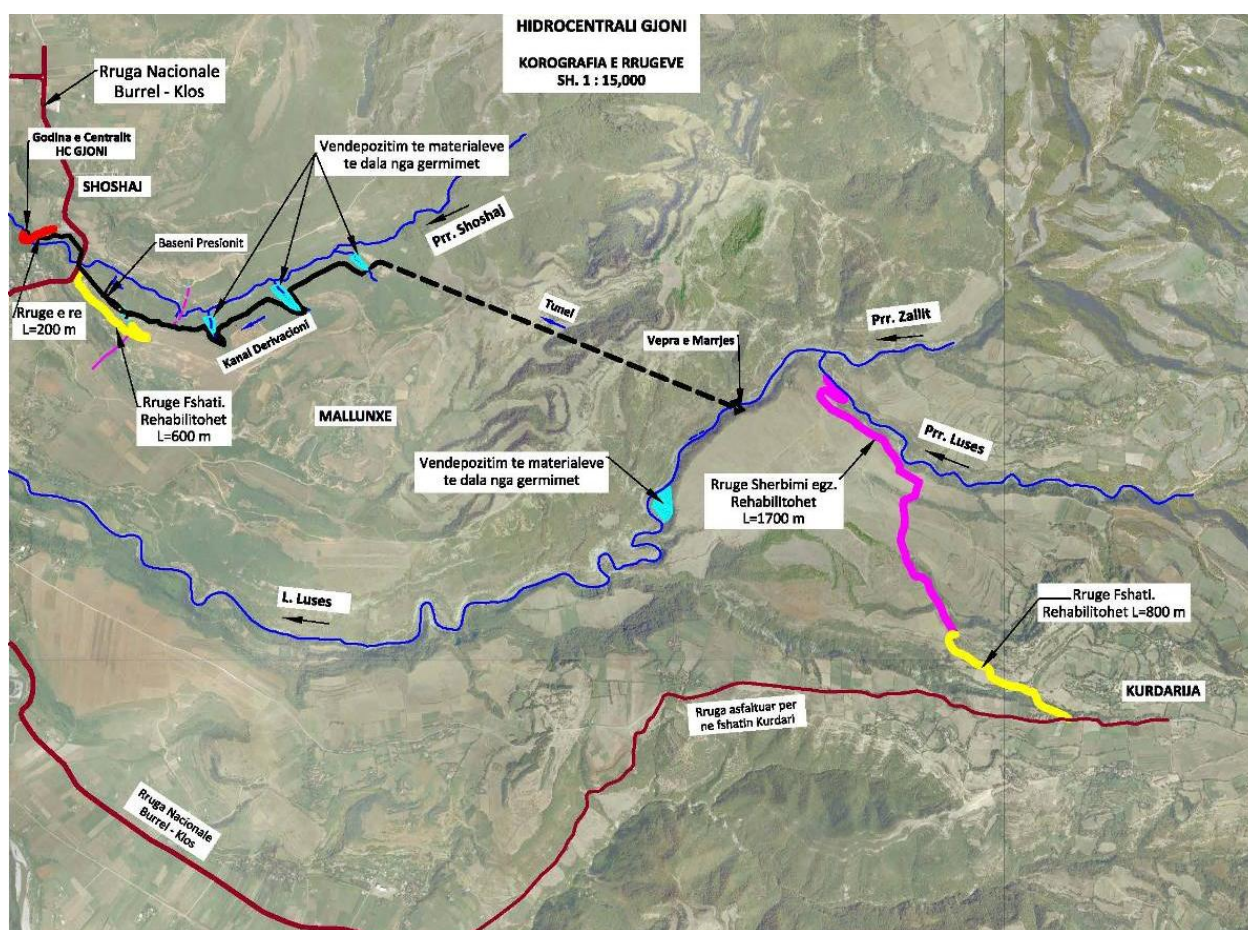 HIDROCENTRALI GJONI
KOROGRAFIA E RRUGEVE
SH. 1 : 15,000
Rruga Nacionale
Burrel - Klos
Godina e Centralit
HC GJONI
SHOSHAJ
Vendepozitim te materialeve
te dala nga germimet
Prr. Shoshaj
Baseni Presionit
Rruge e re
L=200 m
Kanal Derivacioni
Tunel
Vepra e Marrjes
Prr. Zallit
Rruge Fshati.
Rehabilitohet
L=600 m
MALLUNXE
Prr. Luses
Vendepozitim te materialeve
te dala nga germimet
Rruge Sherbimi egz.
Rehabilitohet
L=1700 m
L. Luses
Rruge Fshati.
Rehabilitohet L=800 m
KURDARIJA
Rruga asfaltuar per
ne fshatin Kurdari
Rruga Nacionale
Burrel - Klos